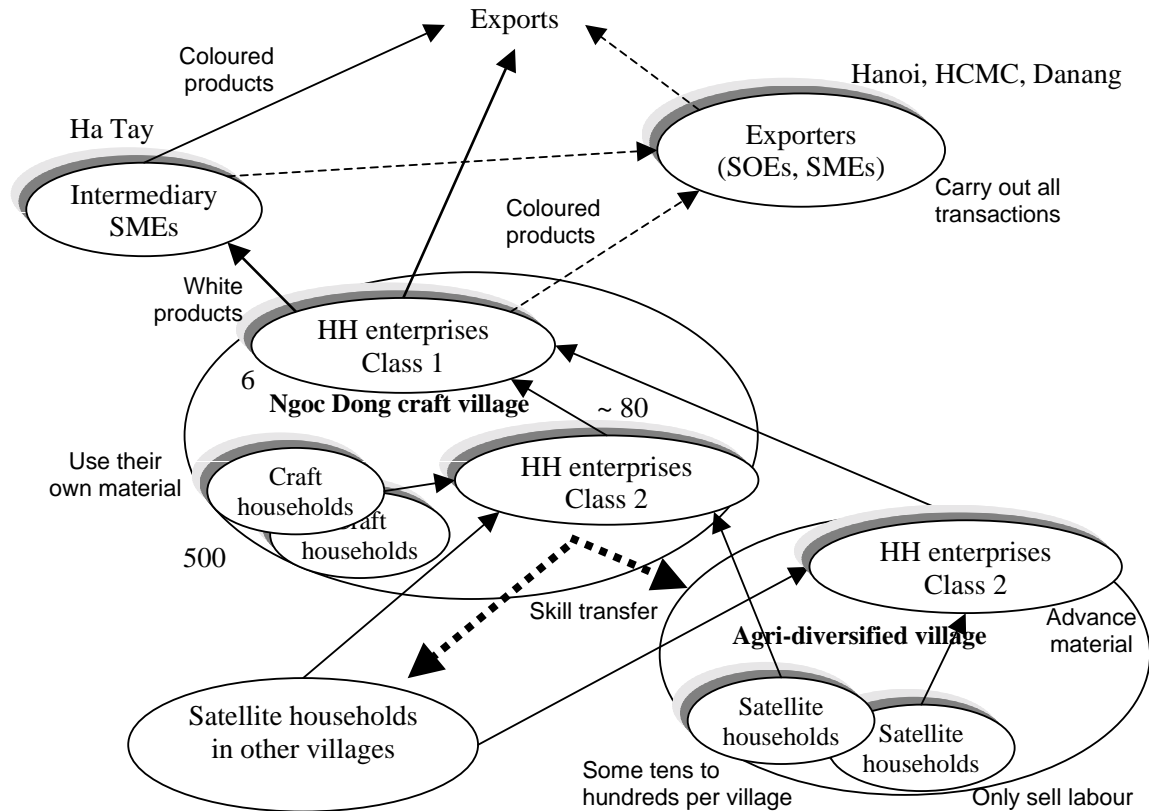 Exports
Coloured
products
Hanoi, HCMC, Danang
Ha Tay
Exporters
(SOEs, SMEs)
Intermediary
SMEs
Carry out all
transactions
Coloured
products
White
products
HH enterprises
Class 1
6
Ngoc Dong craft village
~ 80
Use their
own material
Craft
households
HH enterprises
Class 2
Craft
households
500
HH enterprises
Class 2
Skill transfer
Advance
material
Agri-diversified village
Satellite households
in other villages
Satellite
households
Satellite
households
Some tens to
hundreds per village
Only sell labour